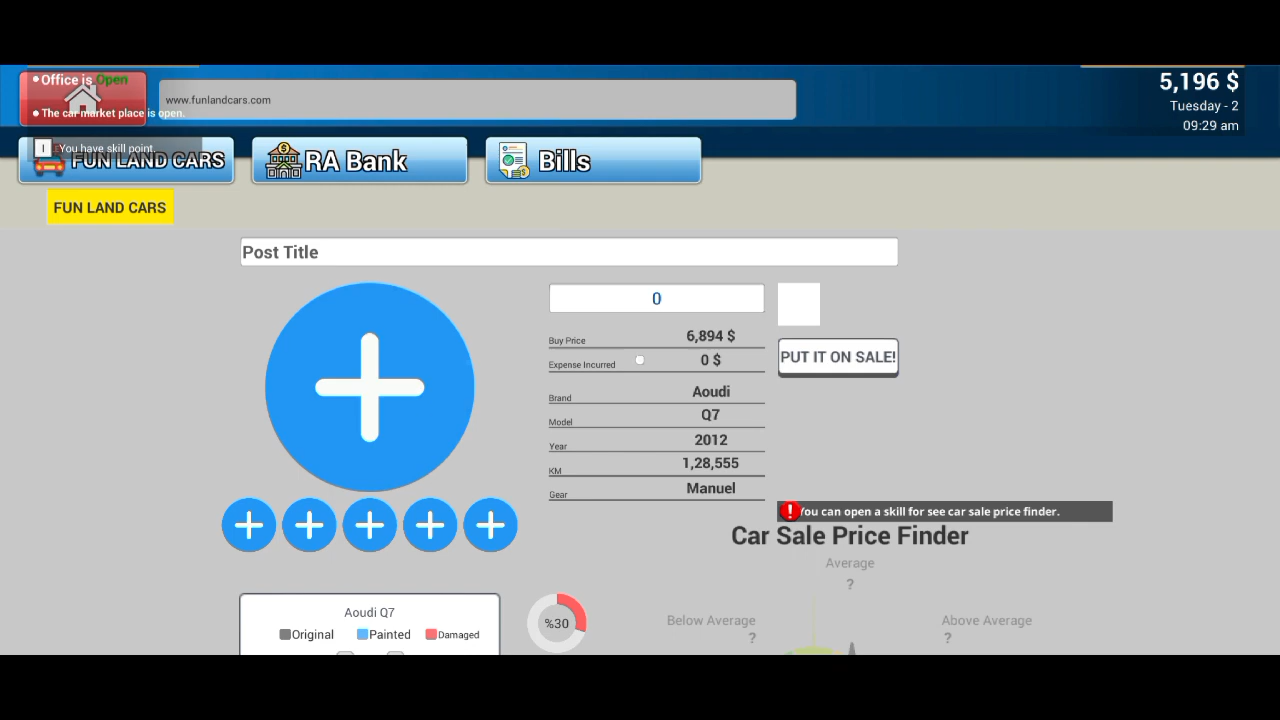 Office is Open
www.funlandcars.com
The car market place is open.
5,196 $
Tuesday - 2
09:29 am
I You have skill point.
FUN LAND CARS
RA Bank
Bills
FUN LAND CARS
Post Title
0
Buy Price 6,894 $
PUT IT ON SALE!
Expense Incurred 0 $
Brand Aoudi
Model Q7
Year 2012
KM 1,28,555
Gear Manuel
You can open a skill for see car sale price finder.
Car Sale Price Finder
Average
?
Aoudi Q7
Original Painted Damaged
%30
Below Average
?
Above Average
?